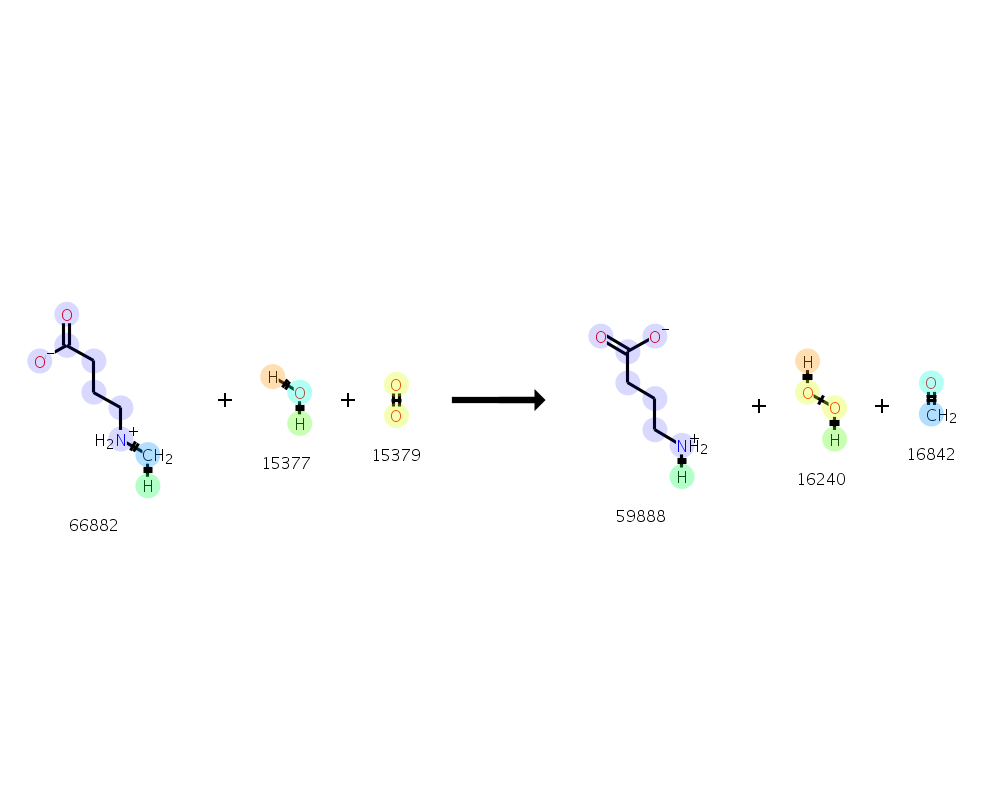 O
O⁻
H₂N⁺
CH₂
H
66882
+
H
O
H
15377
+
O
O
15379
O
O⁻
NH₂⁺
H
59888
+
H
O
O
H
16240
+
O
CH₂
16842